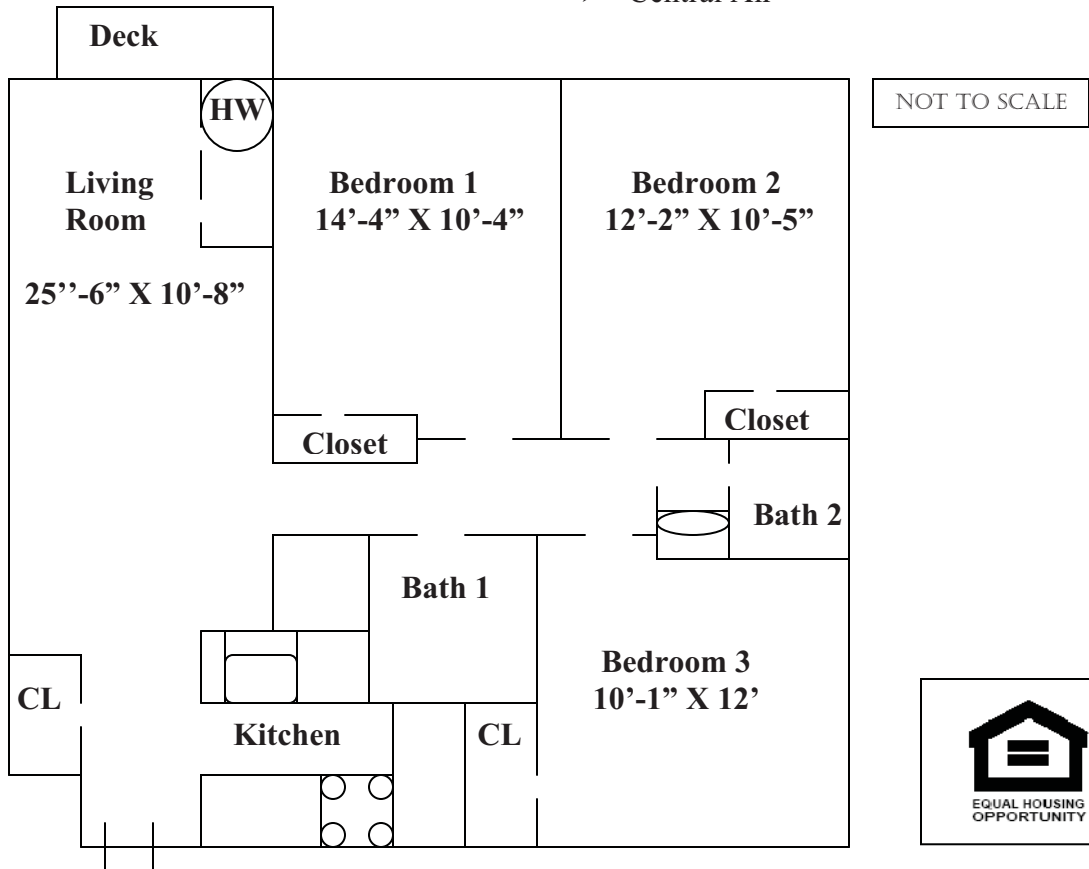 Deck
HW
NOT TO SCALE
Living
Room
25’’-6” X 10’-8”
Bedroom 1
14’-4” X 10’-4”
Bedroom 2
12’-2” X 10’-5”
Closet
Closet
Bath 2
Bath 1
Bedroom 3
10’-1” X 12’
CL
Kitchen
CL
EQUAL HOUSING
OPPORTUNITY